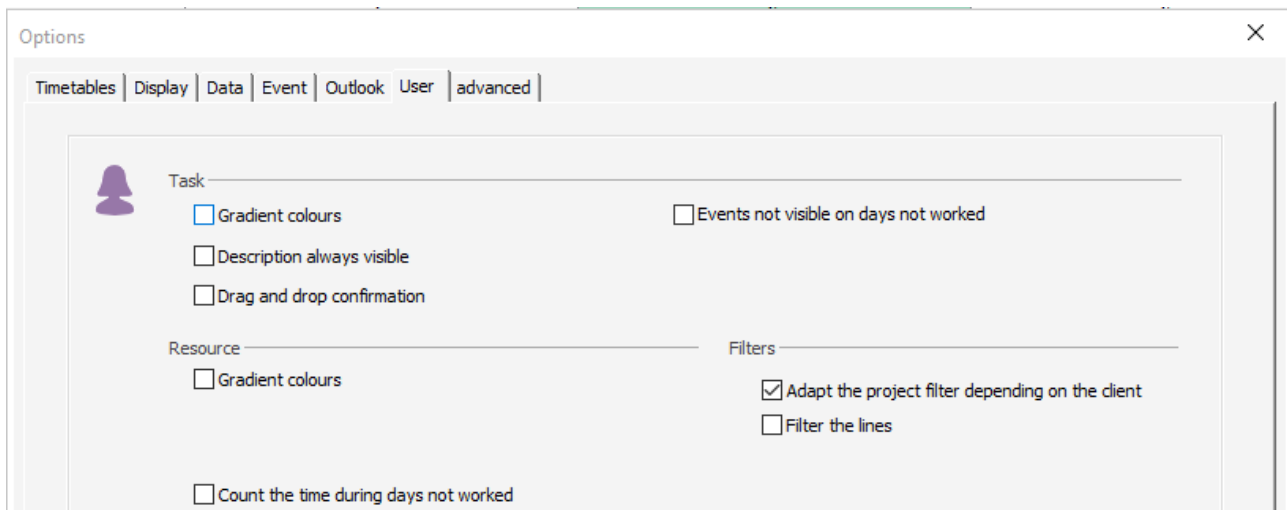 Options
Timetables Display Data Event Outlook User advanced
Task
Gradient colours Events not visible on days not worked
Description always visible
Drag and drop confirmation
Resource Filters
Gradient colours Adapt the project filter depending on the client
Filter the lines
Count the time during days not worked